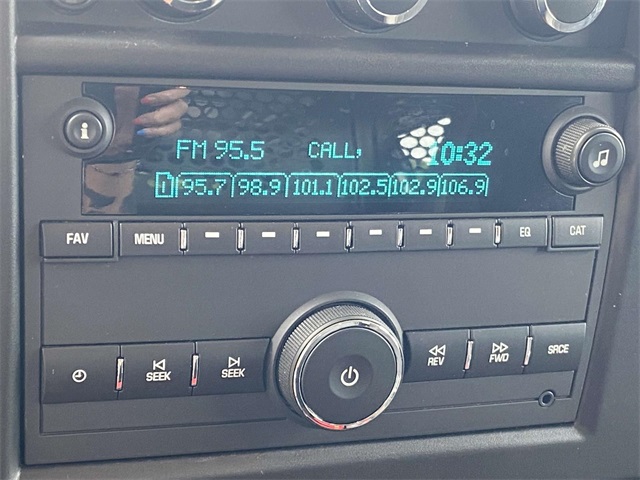 FM 95.5 CALL, 10:32
1 95.7 98.9 101.1 102.5 102.9 106.9
i
FAV MENU EQ CAT
SEEK SEEK REV FWD SRCE